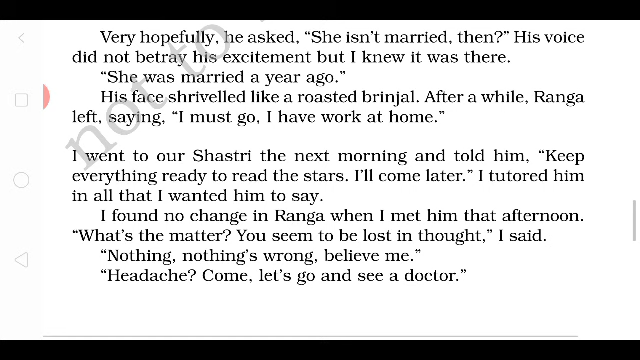 Very hopefully, he asked, “She isn’t married, then?” His voice
did not betray his excitement but I knew it was there.
“She was married a year ago.”
His face shrivelled like a roasted brinjal. After a while, Ranga
left, saying, “I must go, I have work at home.”
I went to our Shastri the next morning and told him, “Keep
everything ready to read the stars. I’ll come later.” I tutored him
in all that I wanted him to say.
I found no change in Ranga when I met him that afternoon.
“What’s the matter? You seem to be lost in thought,” I said.
“Nothing, nothing’s wrong, believe me.”
“Headache? Come, let’s go and see a doctor.”
not to